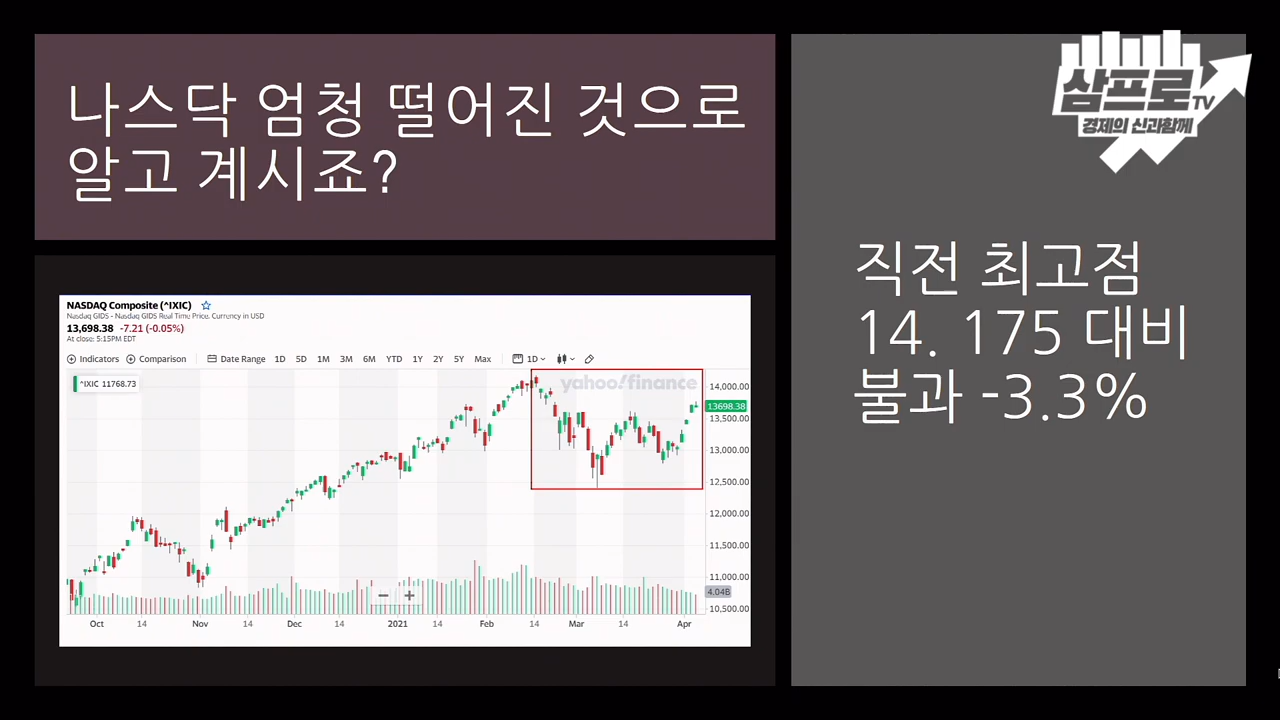 나스닥 엄청 떨어진 것으로
알고 계시죠?
삼프로TV
경제의 신과함께
직전 최고점
14. 175 대비
불과 -3.3%
NASDAQ Composite (^IXIC)
Nasdaq GIDS - Nasdaq GIDS Real Time Price. Currency in USD
13,698.38 -7.21 (-0.05%)
At close: 5:15PM EDT
Indicators Comparison Date Range 1D 5D 1M 3M 6M YTD 1Y 2Y 5Y Max 1D
^IXIC 11768.73
yahoo!finance
14,000.00
13698.38
13,500.00
13,000.00
12,500.00
12,000.00
11,500.00
11,000.00
4.04B
10,500.00
Oct 14 Nov 14 Dec 14 2021 14 Feb 14 Mar 14 Apr